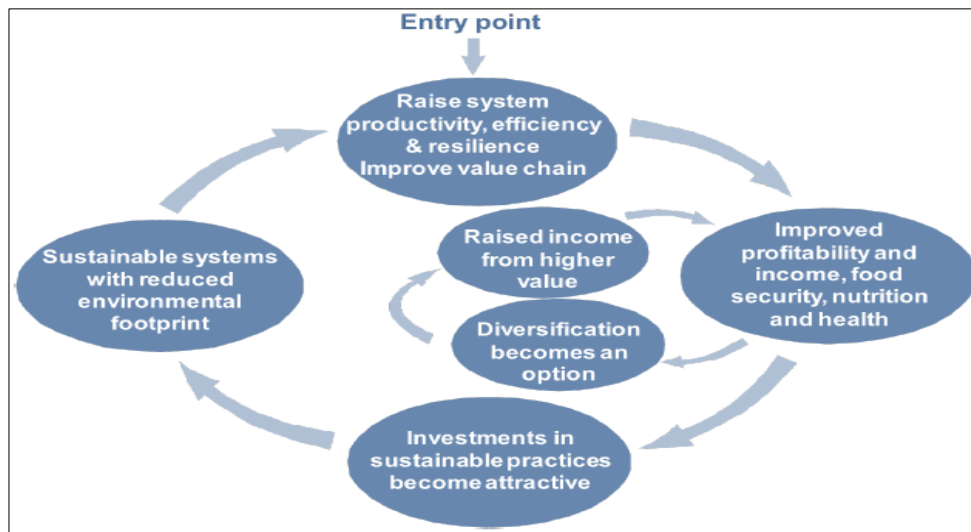 Entry point
Raise system
productivity, efficiency
& resilience
Improve value chain
Improved
profitability and
income, food
security, nutrition
and health
Raised income
from higher
value
Diversification
becomes an
option
Investments in
sustainable practices
become attractive
Sustainable systems
with reduced
environmental
footprint